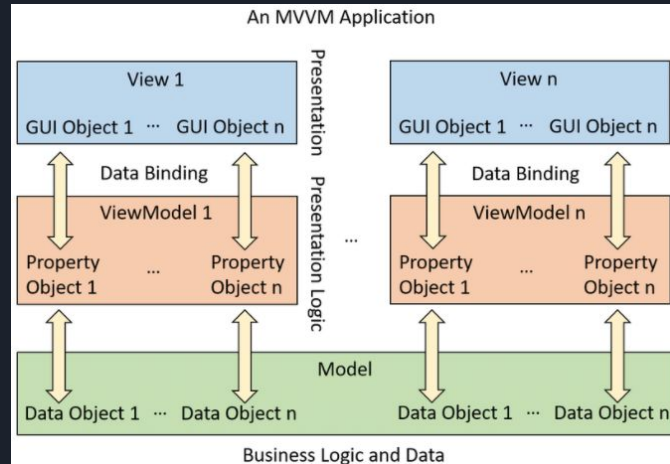 An MVVM Application
View 1
GUI Object 1 ... GUI Object n
Presentation
View n
GUI Object 1 ... GUI Object n
Data Binding
Data Binding
ViewModel 1
Property Object 1
...
Property Object n
Presentation Logic
...
ViewModel n
Property Object 1
...
Property Object n
Model
Data Object 1 ... Data Object n
Data Object 1 ... Data Object n
Business Logic and Data